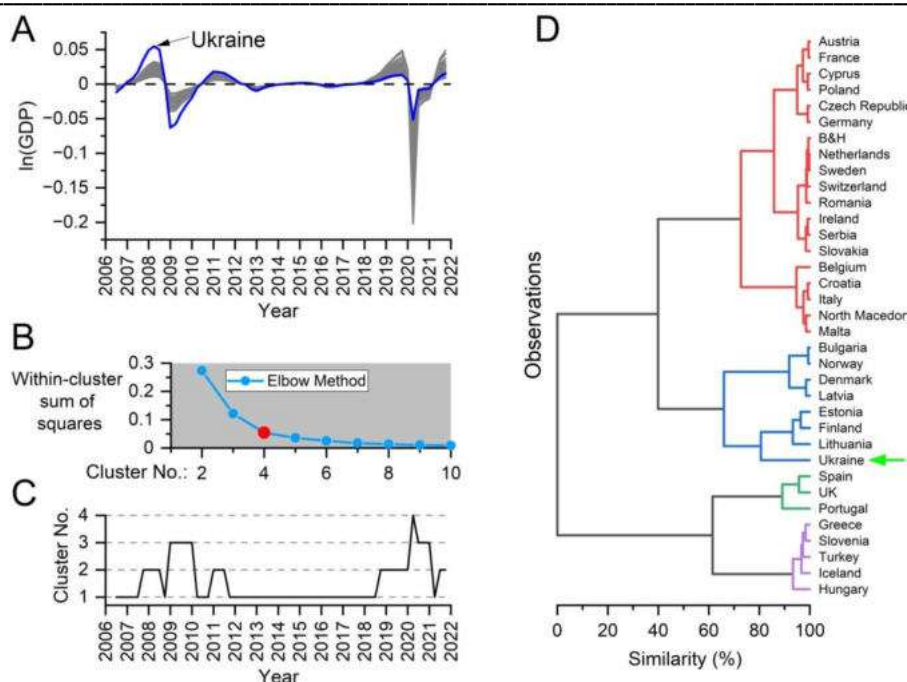 A
Ukraine
0.05
0
−0.05
−0.1
−0.15
−0.2
ln(GDP)
2006
2007
2008
2009
2010
2011
2012
2013
2014
2015
2016
2017
2018
2019
2020
2021
2022
Year
B
Within-cluster
sum of
squares
0.3
0.2
0.1
0
Elbow Method
Cluster No.: 2 4 6 8 10
C
Cluster No.
4
3
2
1
2006
2007
2008
2009
2010
2011
2012
2013
2014
2015
2016
2017
2018
2019
2020
2021
2022
Year
D
Observations
Austria
France
Cyprus
Poland
Czech Republic
Germany
B&H
Netherlands
Sweden
Switzerland
Romania
Ireland
Serbia
Slovakia
Belgium
Croatia
Italy
North Macedon
Malta
Bulgaria
Norway
Denmark
Latvia
Estonia
Finland
Lithuania
Ukraine
Spain
UK
Portugal
Greece
Slovenia
Turkey
Iceland
Hungary
0 20 40 60 80 100
Similarity (%)